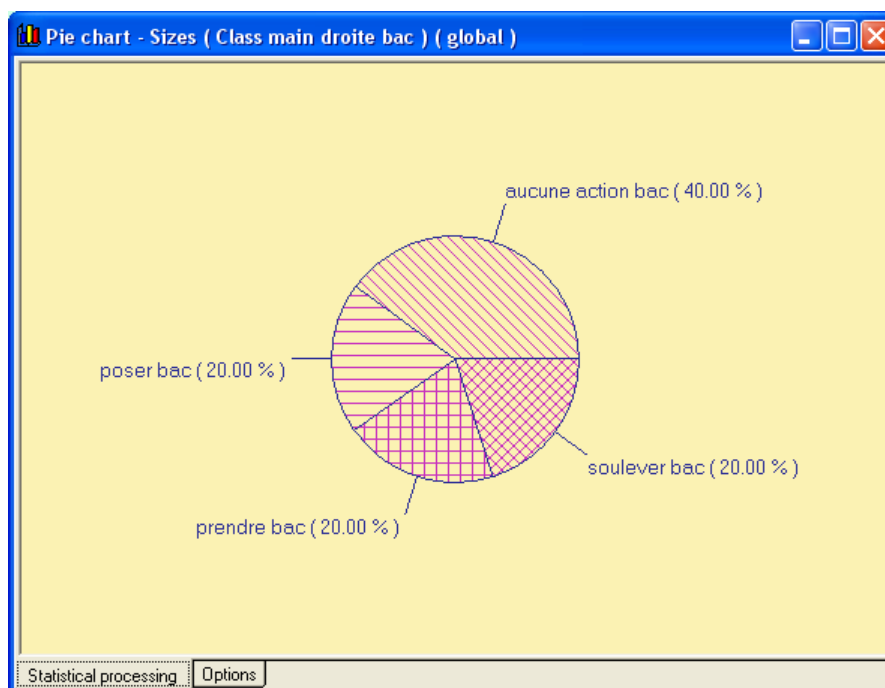 Pie chart - Sizes ( Class main droite bac ) ( global )
aucune action bac ( 40.00 % )
poser bac ( 20.00 % )
soulever bac ( 20.00 % )
prendre bac ( 20.00 % )
Statistical processing
Options